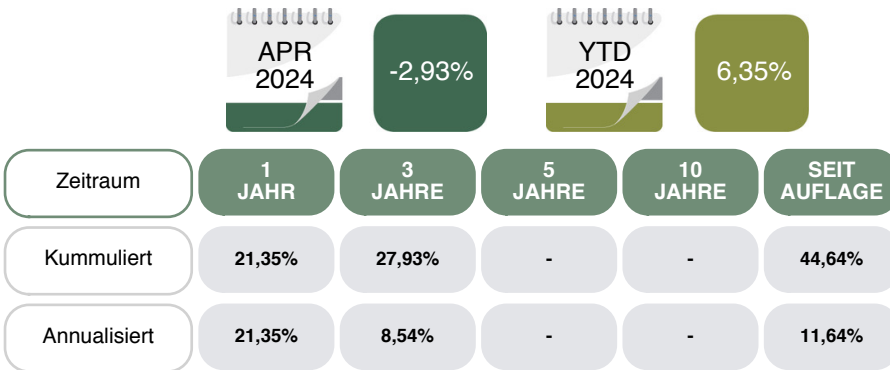 APR
2024
-2,93%
YTD
2024
6,35%
Zeitraum
1
JAHR
3
JAHRE
5
JAHRE
10
JAHRE
SEIT
AUFLAGE
Kummuliert
21,35%
27,93%
-
-
44,64%
Annualisiert
21,35%
8,54%
-
-
11,64%